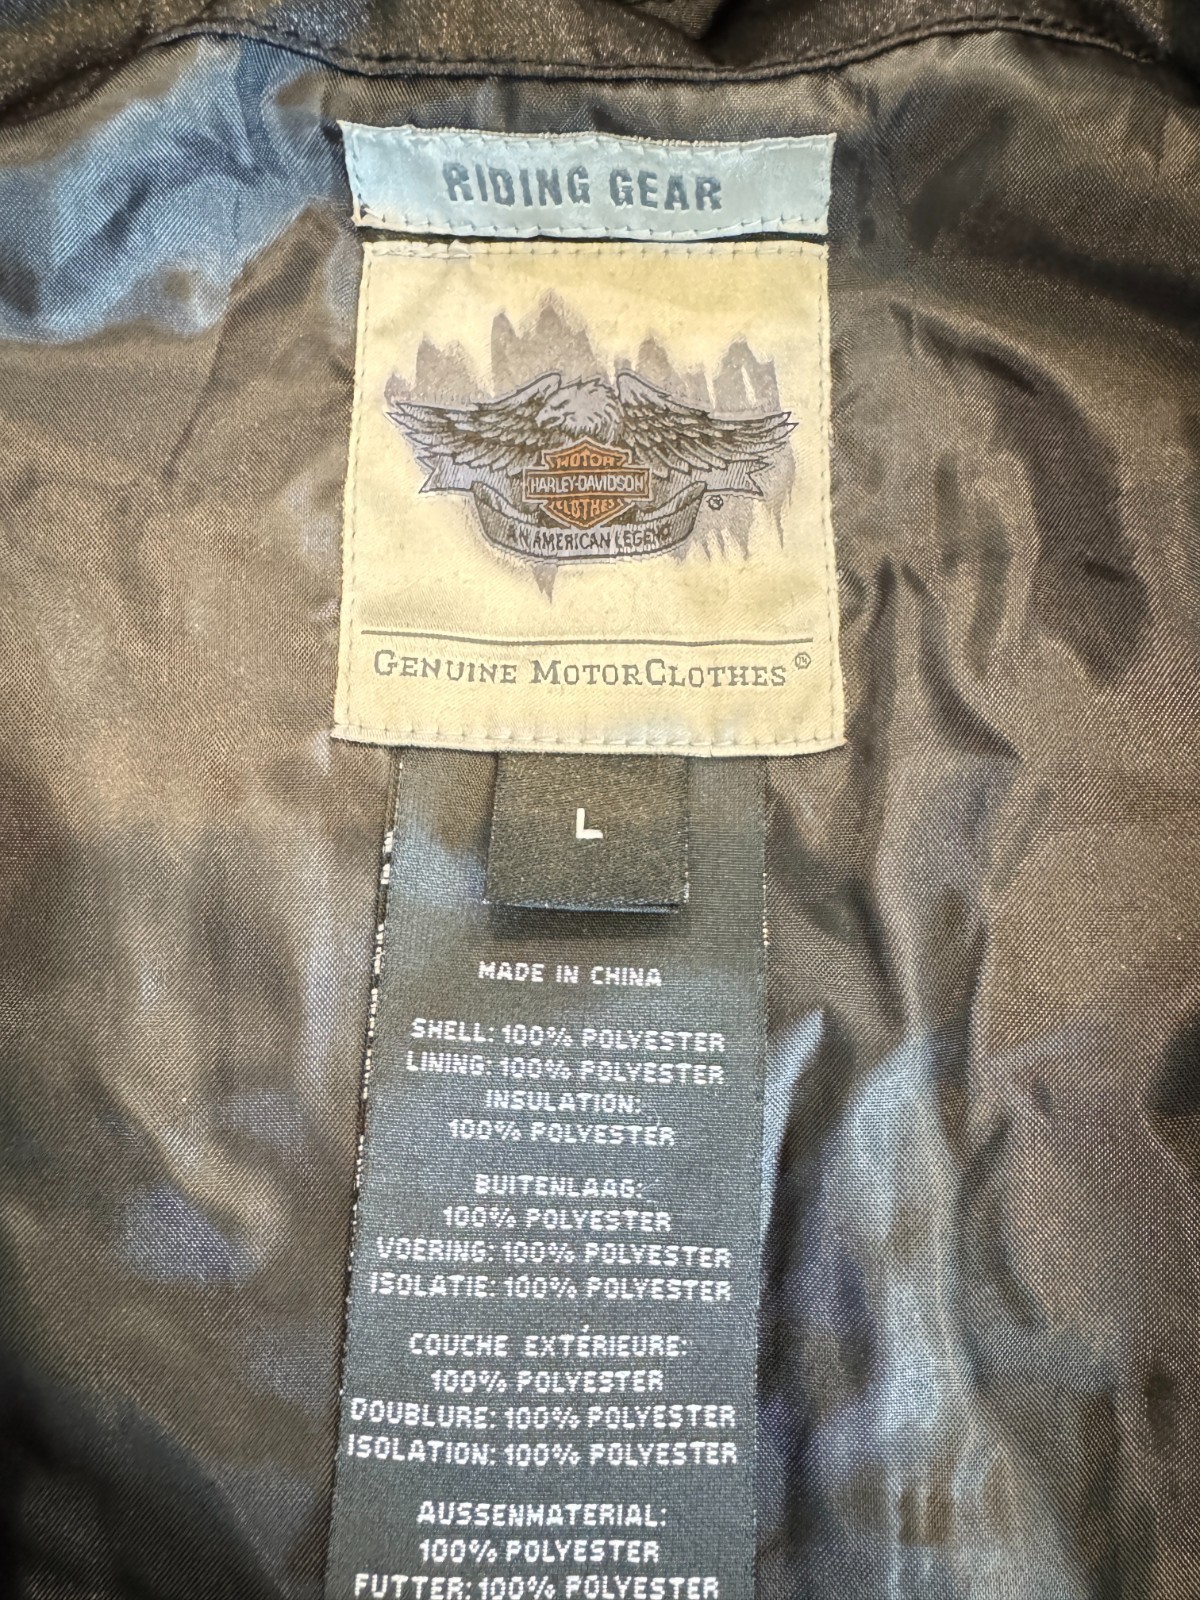 RIDING GEAR
MOTOR
HARLEY-DAVIDSON
CLOTHES
AN AMERICAN LEGEND
GENUINE MOTORCLOTHES®
L
MADE IN CHINA
SHELL: 100% POLYESTER
LINING: 100% POLYESTER
INSULATION:
100% POLYESTER
BUITENLAAG:
100% POLYESTER
VOERING: 100% POLYESTER
ISOLATIE: 100% POLYESTER
COUCHE EXTÉRIEURE:
100% POLYESTER
DOUBLURE: 100% POLYESTER
ISOLATION: 100% POLYESTER
AUSSENMATERIAL:
100% POLYESTER
FUTTER: 100% POLYESTER